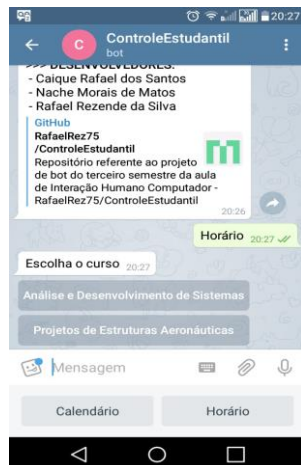 20:27
C
ControleEstudantil
bot
>>> DESENVOLVEDORES:
- Caique Rafael dos Santos
- Nache Morais de Matos
- Rafael Rezende da Silva
GitHub
RafaelRez75
/ControleEstudantil
Repositório referente ao projeto
de bot do terceiro semestre da aula
de Interação Humano Computador -
RafaelRez75/ControleEstudantil
20:26
Horário 20:27
Escolha o curso 20:27
Análise e Desenvolvimento de Sistemas
Projetos de Estruturas Aeronáuticas
Mensagem
Calendário Horário